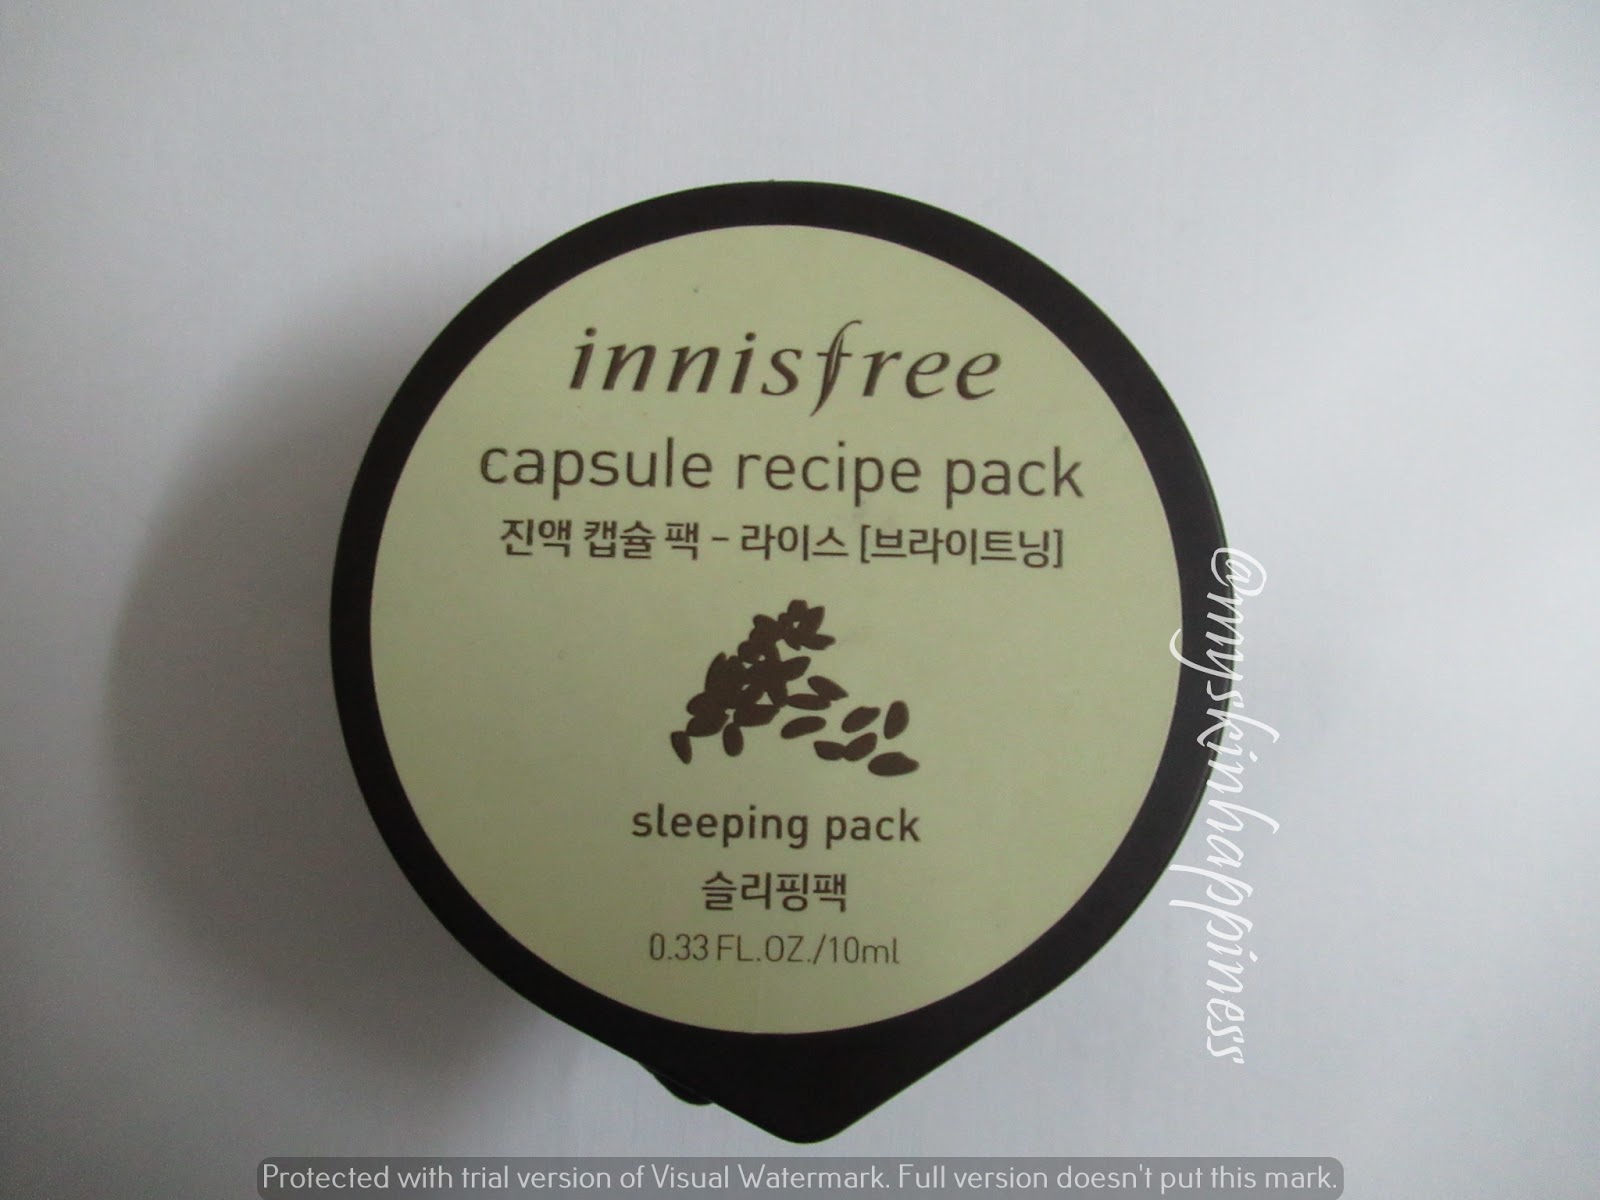 innisfree
capsule recipe pack
진액 캡슐 팩 - 라이스 [브라이트닝]
sleeping pack
슬리핑팩
0.33 FL.OZ./10ml
@mmyskinhappiness
Protected with trial version of Visual Watermark. Full version doesn't put this mark.